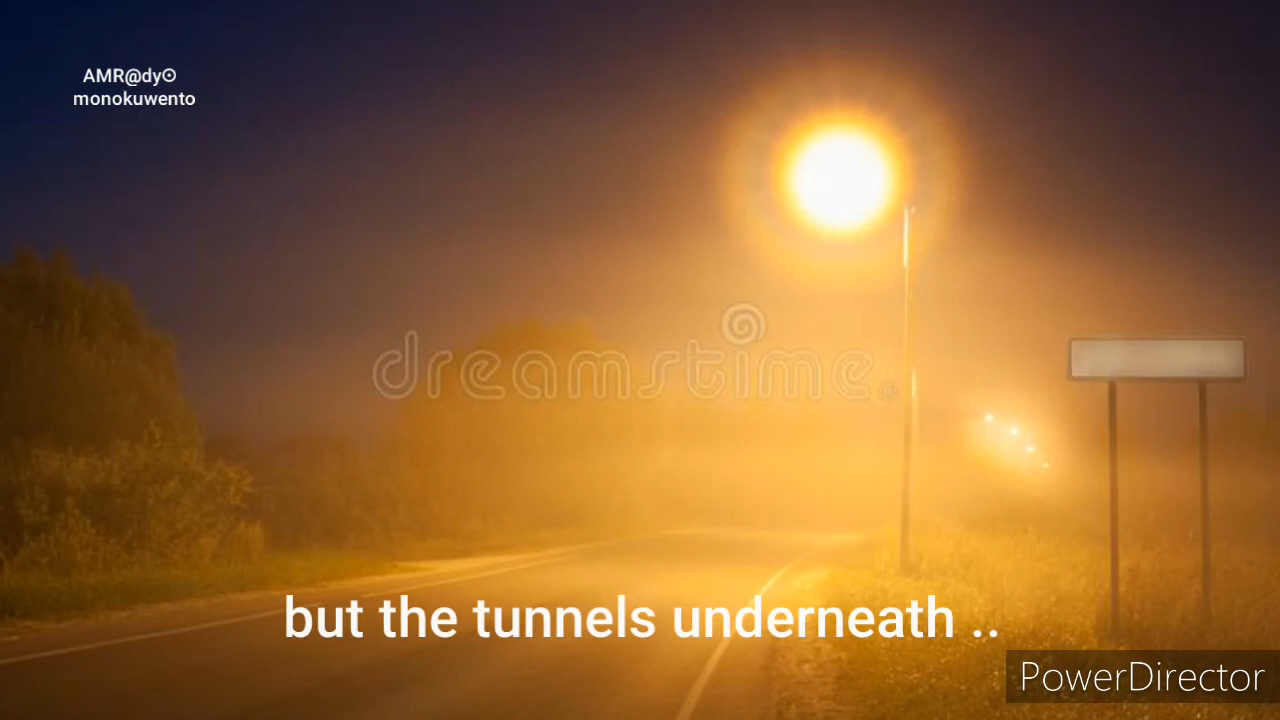 AMR@dy⊙
monokuwento
dreamstime
but the tunnels underneath ..
PowerDirector